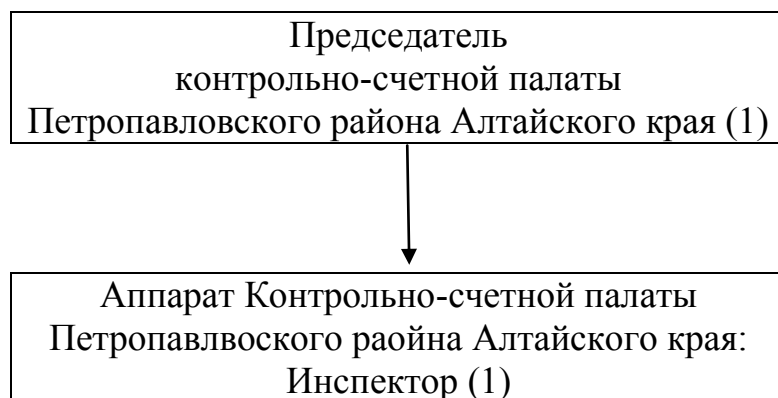 Председатель
контрольно-счетной палаты
Петропавловского района Алтайского края (1)
Аппарат Контрольно-счетной палаты
Петропавлвоского раойна Алтайского края:
Инспектор (1)